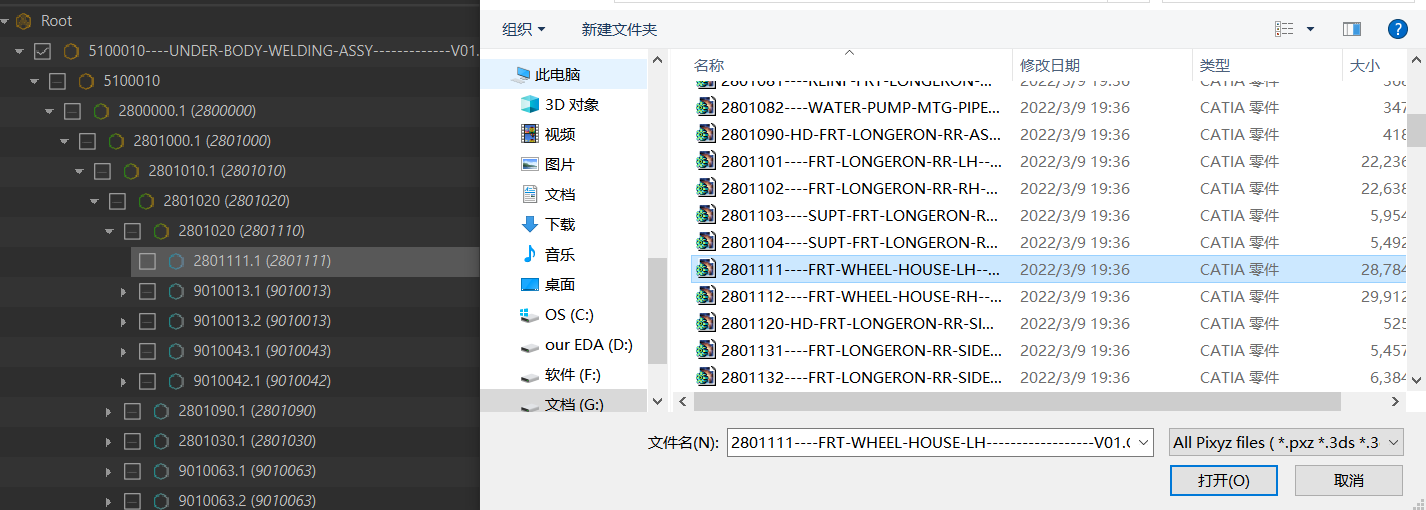 Root
5100010----UNDER-BODY-WELDING-ASSY-------------V01.
5100010
2800000.1 (2800000)
2801000.1 (2801000)
2801010.1 (2801010)
2801020 (2801020)
2801020 (2801110)
2801111.1 (2801111)
9010013.1 (9010013)
9010013.2 (9010013)
9010043.1 (9010043)
9010042.1 (9010042)
2801090.1 (2801090)
2801030.1 (2801030)
9010063.1 (9010063)
9010063.2 (9010063)
组织 新建文件夹
此电脑
3D 对象
视频
图片
文档
下载
音乐
桌面
OS (C:)
our EDA (D:)
软件 (F:)
文档 (G:)
名称 修改日期 类型 大小
2801081----REINF-FRT-LONGERON-... 2022/3/9 19:36 CATIA 零件
2801082----WATER-PUMP-MTG-PIPE... 2022/3/9 19:36 CATIA 零件 347
2801090-HD-FRT-LONGERON-RR-AS... 2022/3/9 19:36 CATIA 零件 418
2801101----FRT-LONGERON-RR-LH--... 2022/3/9 19:36 CATIA 零件 22,236
2801102----FRT-LONGERON-RR-RH-... 2022/3/9 19:36 CATIA 零件 22,638
2801103----SUPT-FRT-LONGERON-R... 2022/3/9 19:36 CATIA 零件 5,954
2801104----SUPT-FRT-LONGERON-R... 2022/3/9 19:36 CATIA 零件 5,492
2801111----FRT-WHEEL-HOUSE-LH--... 2022/3/9 19:36 CATIA 零件 28,784
2801112----FRT-WHEEL-HOUSE-RH--... 2022/3/9 19:36 CATIA 零件 29,912
2801120-HD-FRT-LONGERON-RR-SI... 2022/3/9 19:36 CATIA 零件 525
2801131----FRT-LONGERON-RR-SIDE... 2022/3/9 19:36 CATIA 零件 5,457
2801132----FRT-LONGERON-RR-SIDE... 2022/3/9 19:36 CATIA 零件 6,384
文件名(N): 2801111----FRT-WHEEL-HOUSE-LH------------------V01.C All Pixyz files ( *.pxz *.3ds *.3
打开(O) 取消